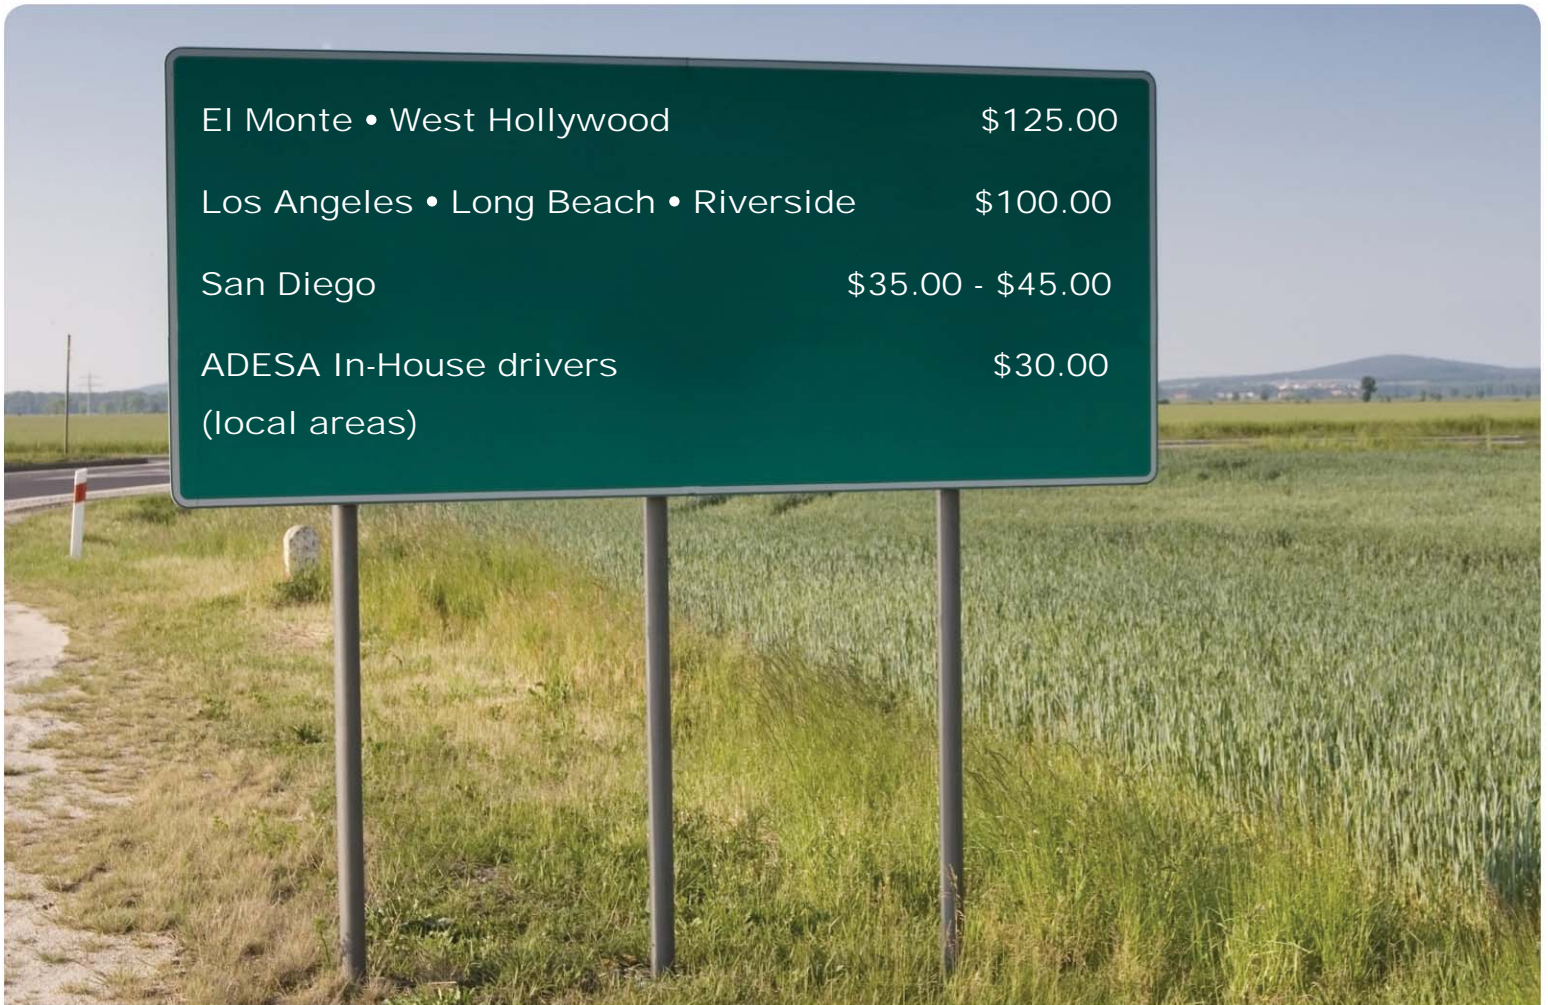 El Monte • West Hollywood $125.00
Los Angeles • Long Beach • Riverside $100.00
San Diego $35.00 - $45.00
ADESA In-House drivers $30.00
(local areas)